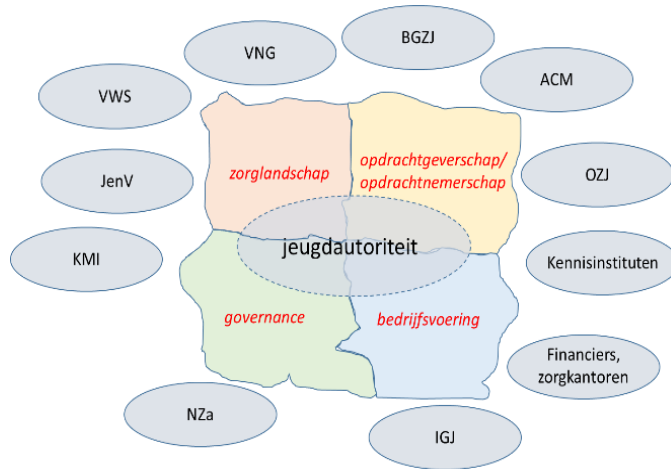 BGZJ
VNG
ACM
VWS
zorglandschap
opdrachtgeverschap/
opdrachtnemerschap
JenV
OZJ
jeugdautoriteit
KMI
Kennisinstituten
governance
bedrijfsvoering
Financiers,
zorgkantoren
NZa
IGJ